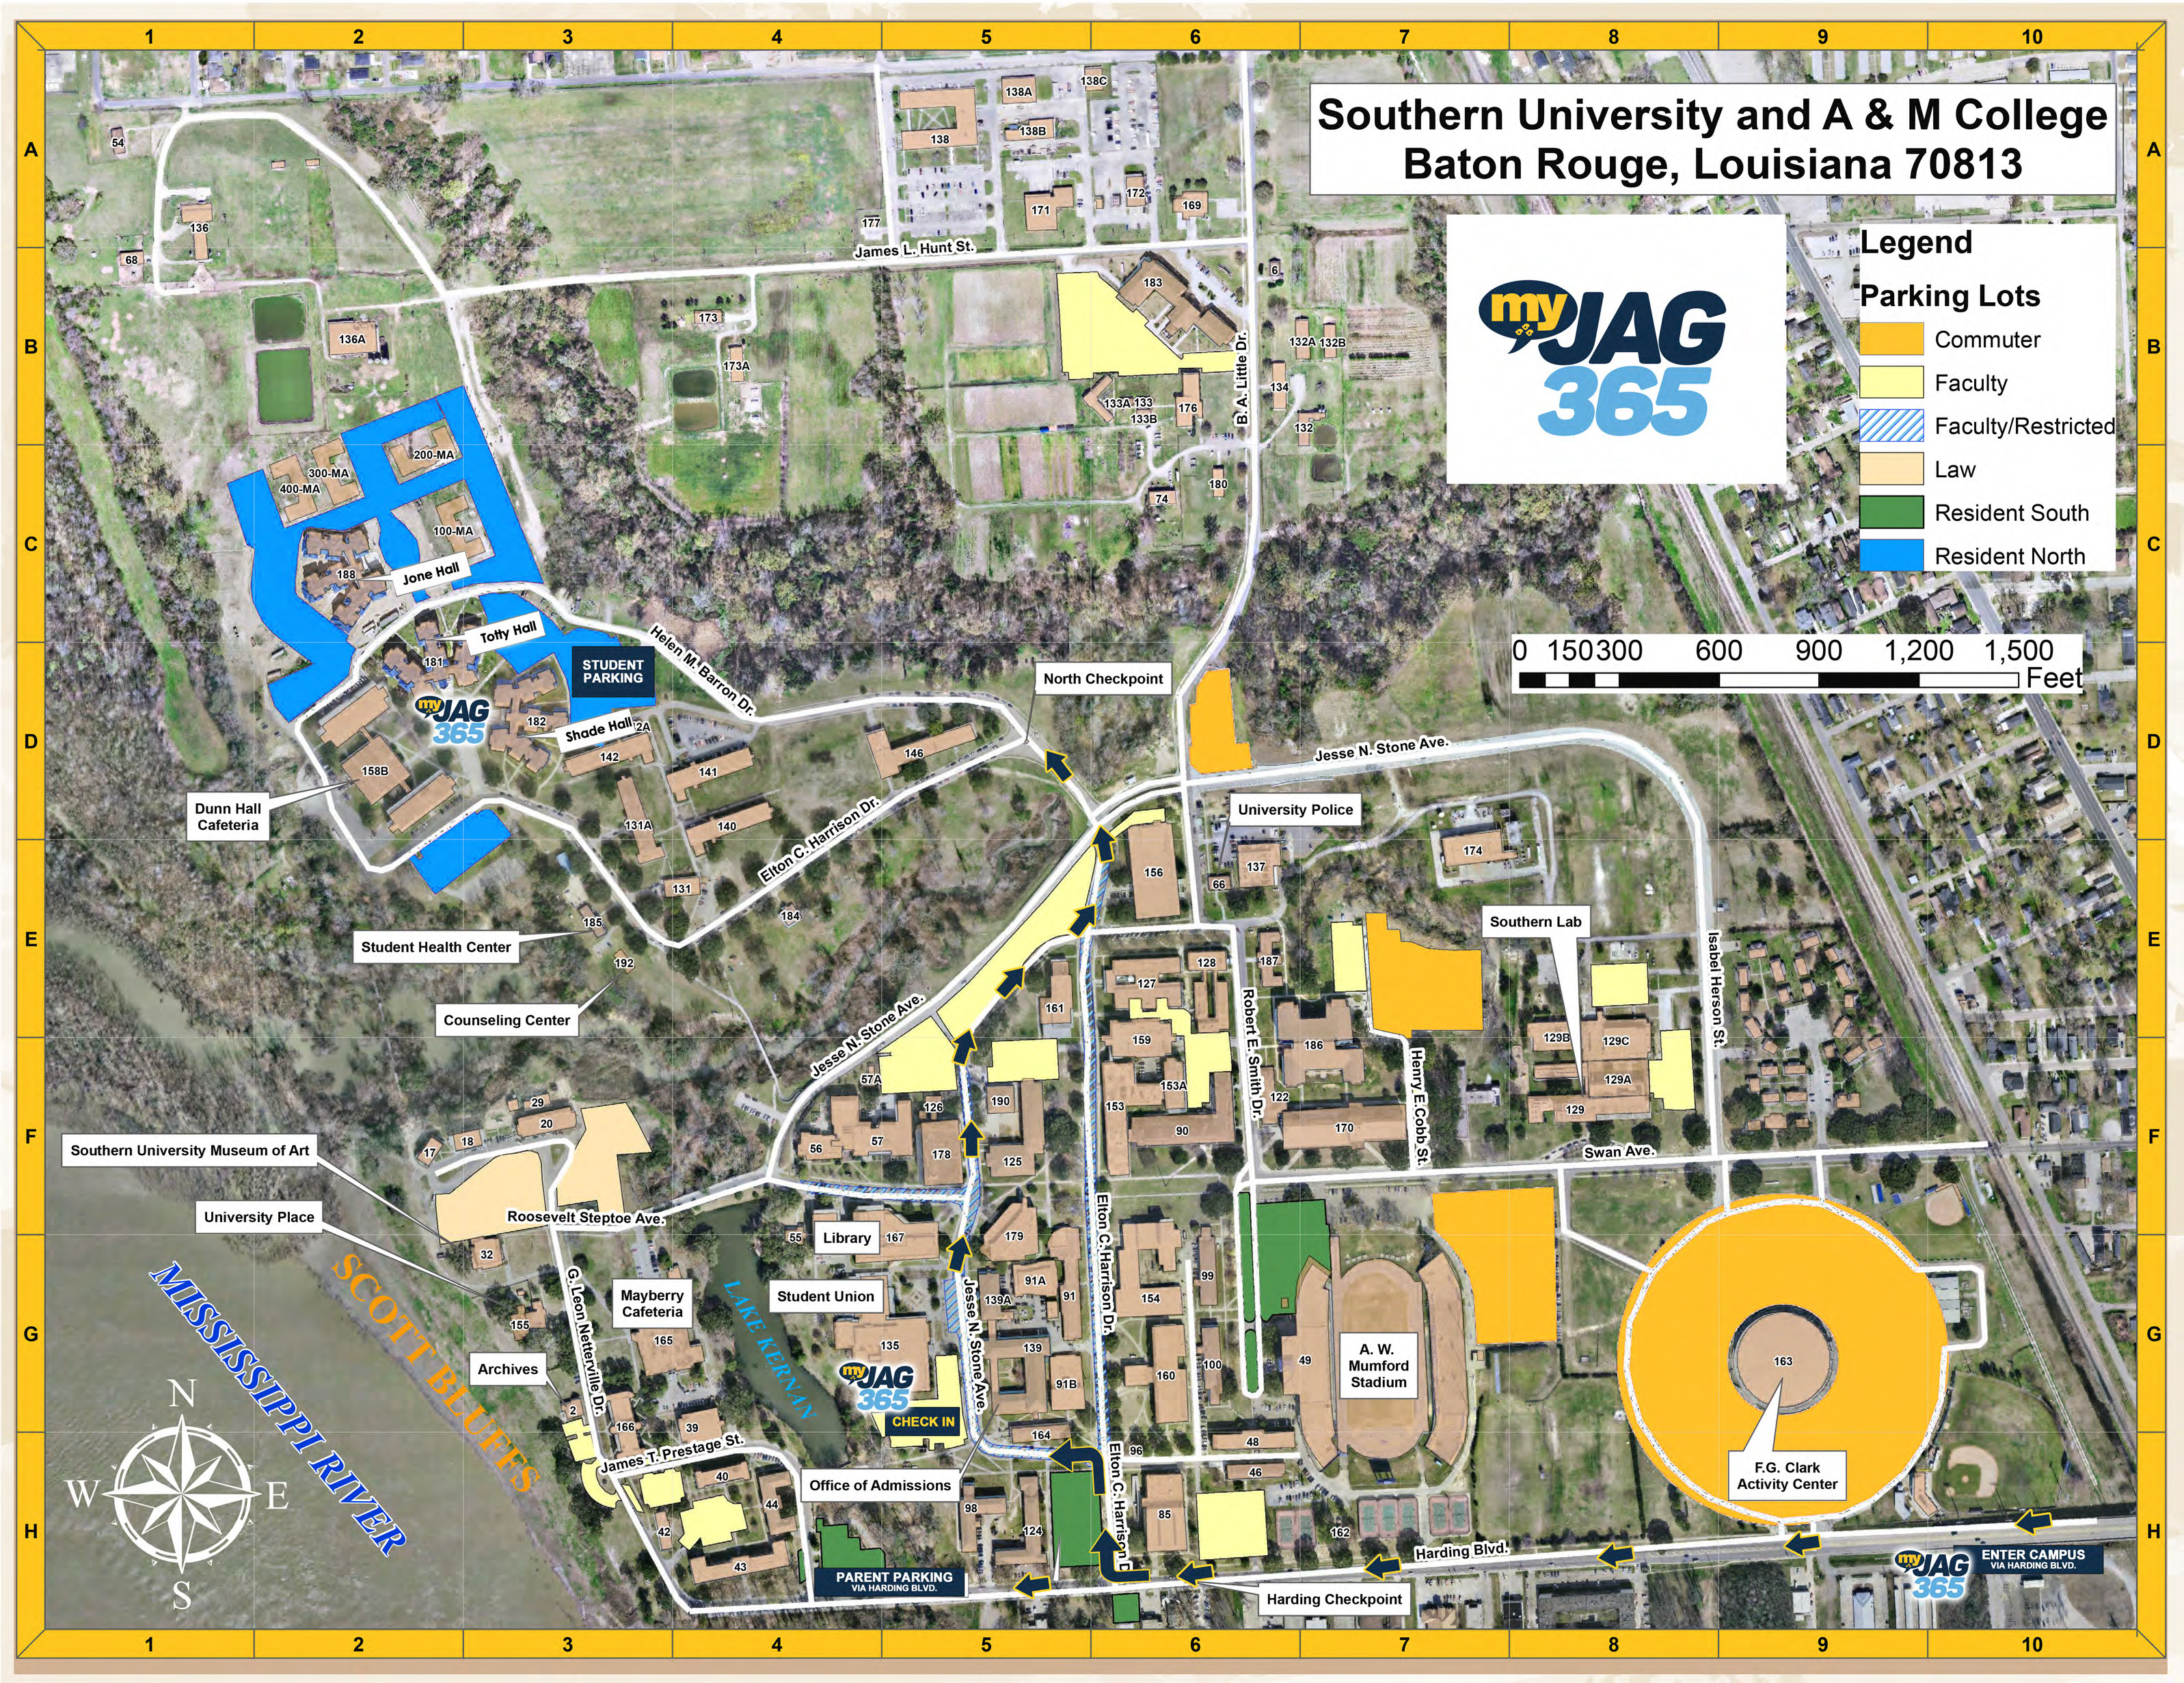 1 2 3 4 5 6 7 8 9 10
A
B
C
D
E
F
G
H
A
B
C
D
E
F
G
H
1 2 3 4 5 6 7 8 9 10
Southern University and A & M College
Baton Rouge, Louisiana 70813
my JAG
365
Legend
Parking Lots
Commuter
Faculty
Faculty/Restricted
Law
Resident South
Resident North
0 150 300 600 900 1,200 1,500
Feet
138C
138A
138B
138
54
171
172
169
177
136
68
James L. Hunt St.
183
6
173
136A
173A
132A 132B
B. A. Little Dr.
134
133A 133
133B
176
132
200-MA
300-MA
400-MA
180
74
100-MA
188
Jone Hall
Totty Hall
181
STUDENT
PARKING
Helen M. Barron Dr.
North Checkpoint
my JAG
365
182
Shade Hall
2A
142
141
146
Jesse N. Stone Ave.
158B
Dunn Hall
Cafeteria
131A
140
Elton C. Harrison Dr.
University Police
174
156
137
66
131
184
185
Student Health Center
192
Counseling Center
Southern Lab
Isabel Herson St.
187
128
127
161
Robert E. Smith Dr.
Jesse N. Stone Ave.
159
186
129B
129C
129A
129
57A
153A
153
122
Henry E.Cobb St.
126
190
29
20
18
17
56
57
178
125
90
170
Swan Ave.
Southern University Museum of Art
University Place
Roosevelt Steptoe Ave.
Elton C. Harrison Dr.
55
Library
167
179
32
99
91A
91
139A
154
Jesse N. Stone Ave.
Student Union
Mayberry
Cafeteria
G. Leon Netterville Dr.
LAKE KERNAN
MISSISSIPPI RIVER
SCOTT BLUFFS
155
165
135
139
91B
160
100
49
A. W.
Mumford
Stadium
163
Archives
my JAG
365
CHECK IN
2
166
39
James T. Prestage St.
164
96
48
46
N
W E
S
40
44
42
43
Office of Admissions
98
124
85
Elton C. Harrison D
162
F.G. Clark
Activity Center
Harding Blvd.
PARENT PARKING
VIA HARDING BLVD.
Harding Checkpoint
my JAG
365
ENTER CAMPUS
VIA HARDING BLVD.